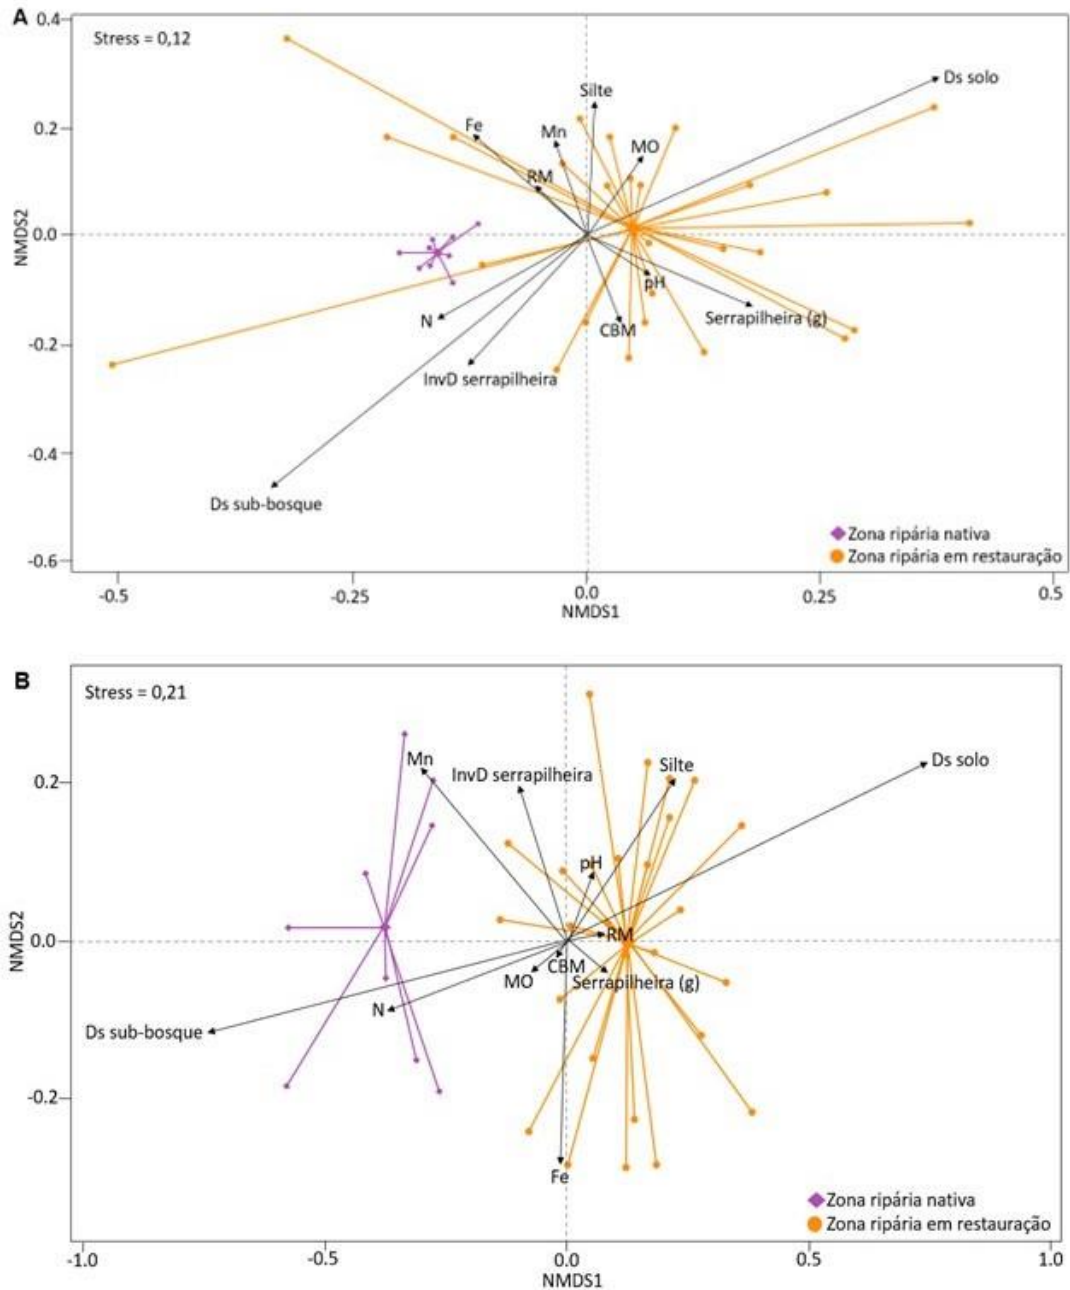 A
0.4
Stress = 0,12
Ds solo
Silte
Fe
Mn
0.2
MO
RM
NMDS2
0.0
pH
Serrapilheira (g)
N
CBM
-0.2
InvD serrapilheira
-0.4
Ds sub-bosque
Zona ripária nativa
Zona ripária em restauração
-0.6
-0.5
-0.25
0.0
0.25
0.5
NMDS1
B
Stress = 0,21
Mn
InvD serrapilheira
Silte
Ds solo
0.2
pH
NMDS2
0.0
RM
CBM
MO
Serrapilheira (g)
N
Ds sub-bosque
-0.2
Fe
Zona ripária nativa
Zona ripária em restauração
-1.0
-0.5
0.0
0.5
1.0
NMDS1